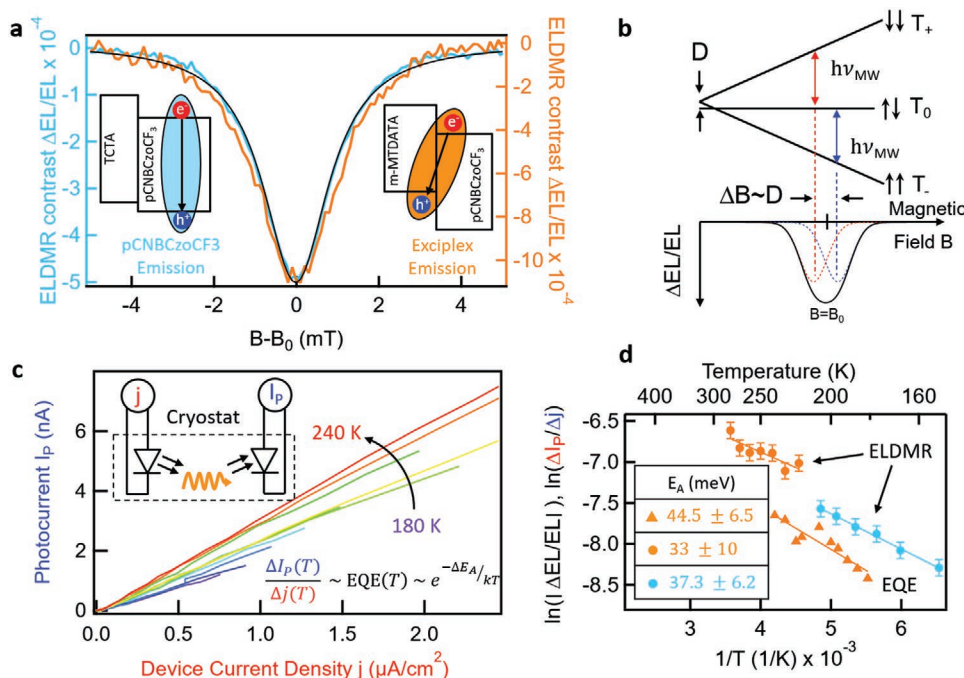 a
ELDMR contrast ΔEL/EL x 10⁻⁴
0
-1
-2
-3
-4
-5
TCTA
pCNBCzoCF₃
e⁻
h⁺
pCNBCzoCF3
Emission
m-MTDATA
pCNBCzoCF₃
e⁻
h⁺
Exciplex
Emission
0
-2
-4
-6
-8
-10
ELDMR contrast ΔEL/EL x 10⁻⁴
-4
-2
0
2
4
B-B₀ (mT)
b
D
↓↓ T₊
hνMW
↑↓ T₀
hνMW
↑↑ T₋
ΔB~D
Magnetic
Field B
ΔEL/EL
B=B₀
c
Photocurrent Iₚ (nA)
6
4
2
0
j
Iₚ
Cryostat
240 K
180 K
ΔIₚ(T)/Δj(T) ~ EQE(T) ~ e^−ΔE_A/kT
0.0
0.5
1.0
1.5
2.0
Device Current Density j (μA/cm²)
d
Temperature (K)
400
300
250
200
160
ln(| ΔEL/EL| ), ln(ΔIₚ/Δj)
-6.5
-7.0
-7.5
-8.0
-8.5
ELDMR
E_A (meV)
44.5 ± 6.5
33 ± 10
37.3 ± 6.2
EQE
3
4
5
6
1/T (1/K) x 10⁻³